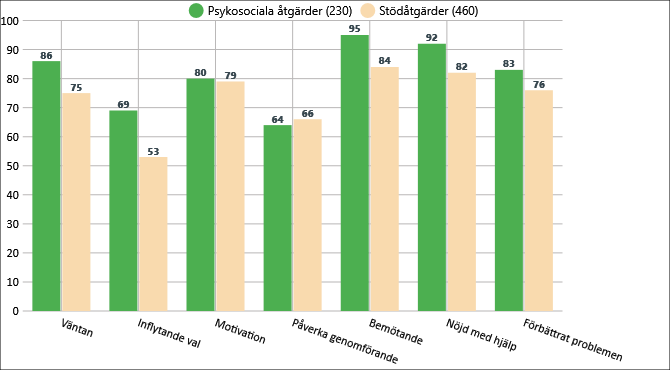 Psykosociala åtgärder (230) Stödåtgärder (460)
100
90
80
70
60
50
40
30
20
10
0
86 75 69 53 80 79 64 66 95 84 92 82 83 76
Väntan
Inflytande val
Motivation
Påverka genomförande
Bemötande
Nöjd med hjälp
Förbättrat problemen